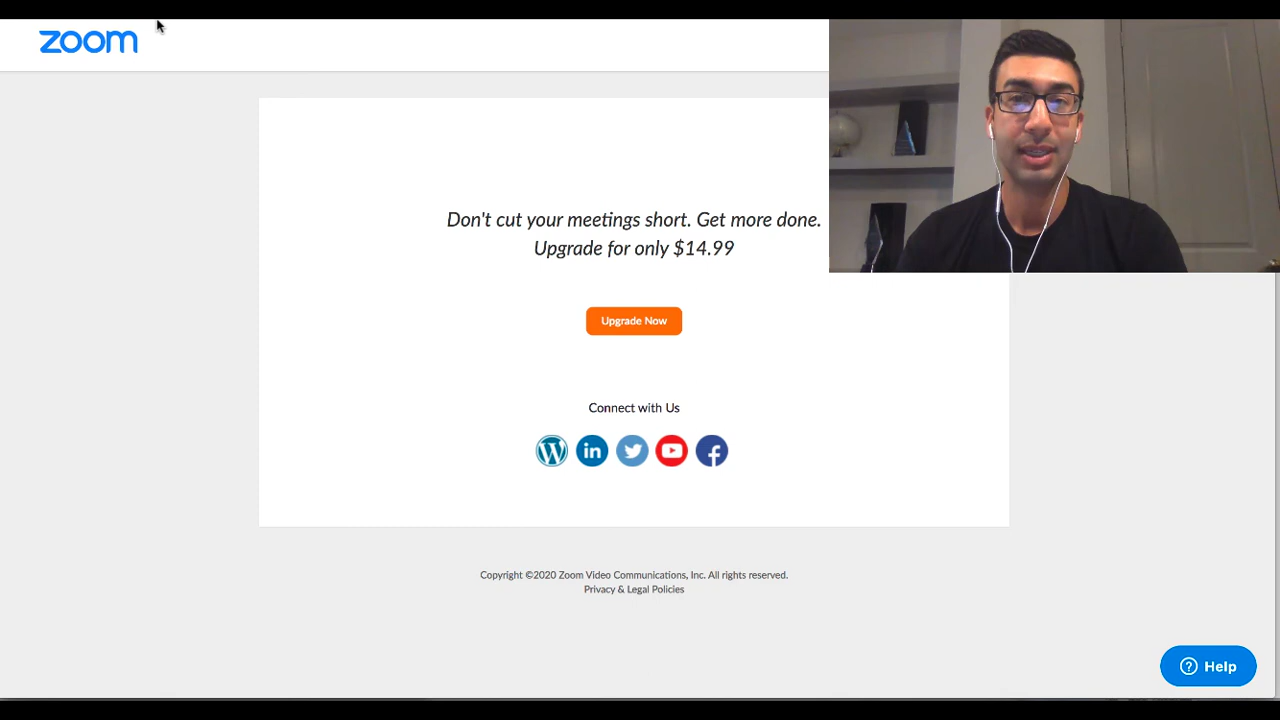 zoom
Don't cut your meetings short. Get more done.
Upgrade for only $14.99
Upgrade Now
Connect with Us
Copyright ©2020 Zoom Video Communications, Inc. All rights reserved.
Privacy & Legal Policies
Help